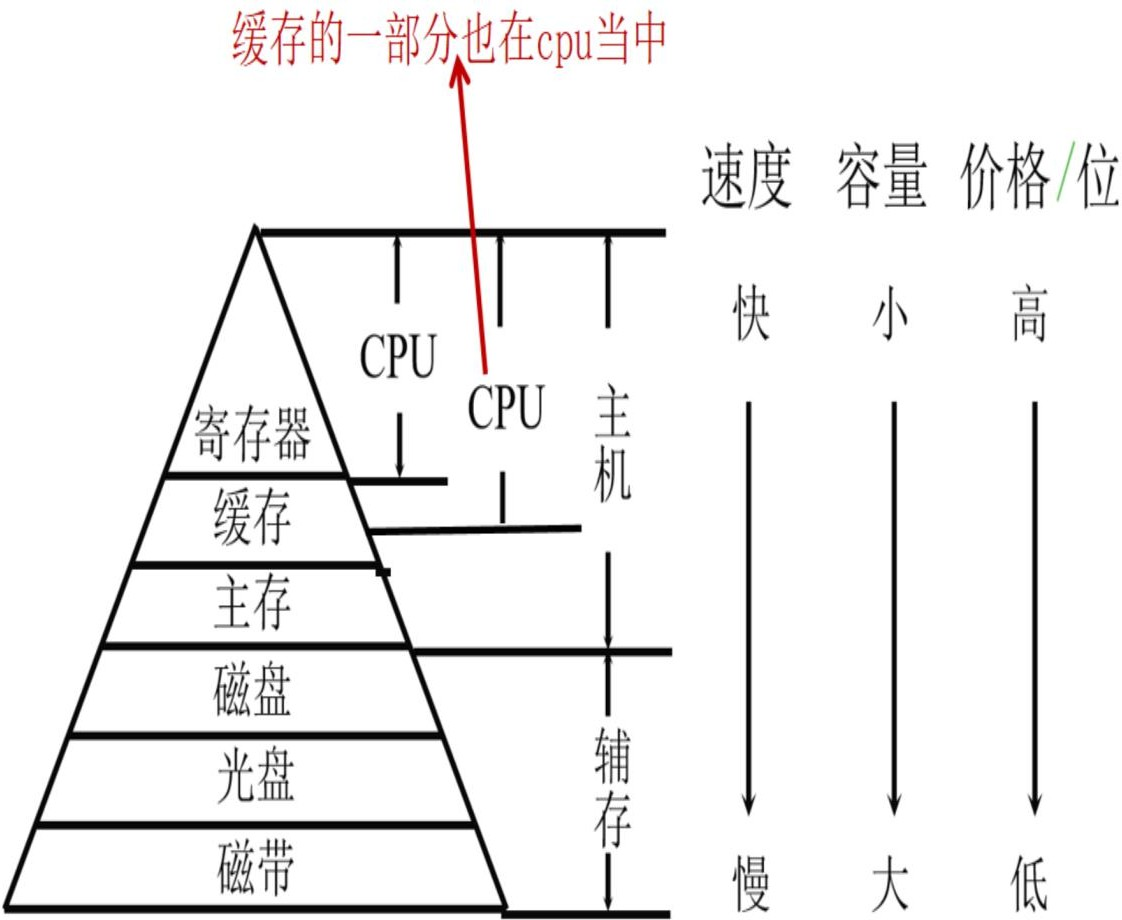 缓存的一部分也在cpu当中
速度 容量 价格/位
快 小 高
CPU
CPU
主机
寄存器
缓存
主存
磁盘
光盘
磁带
辅存
慢 大 低